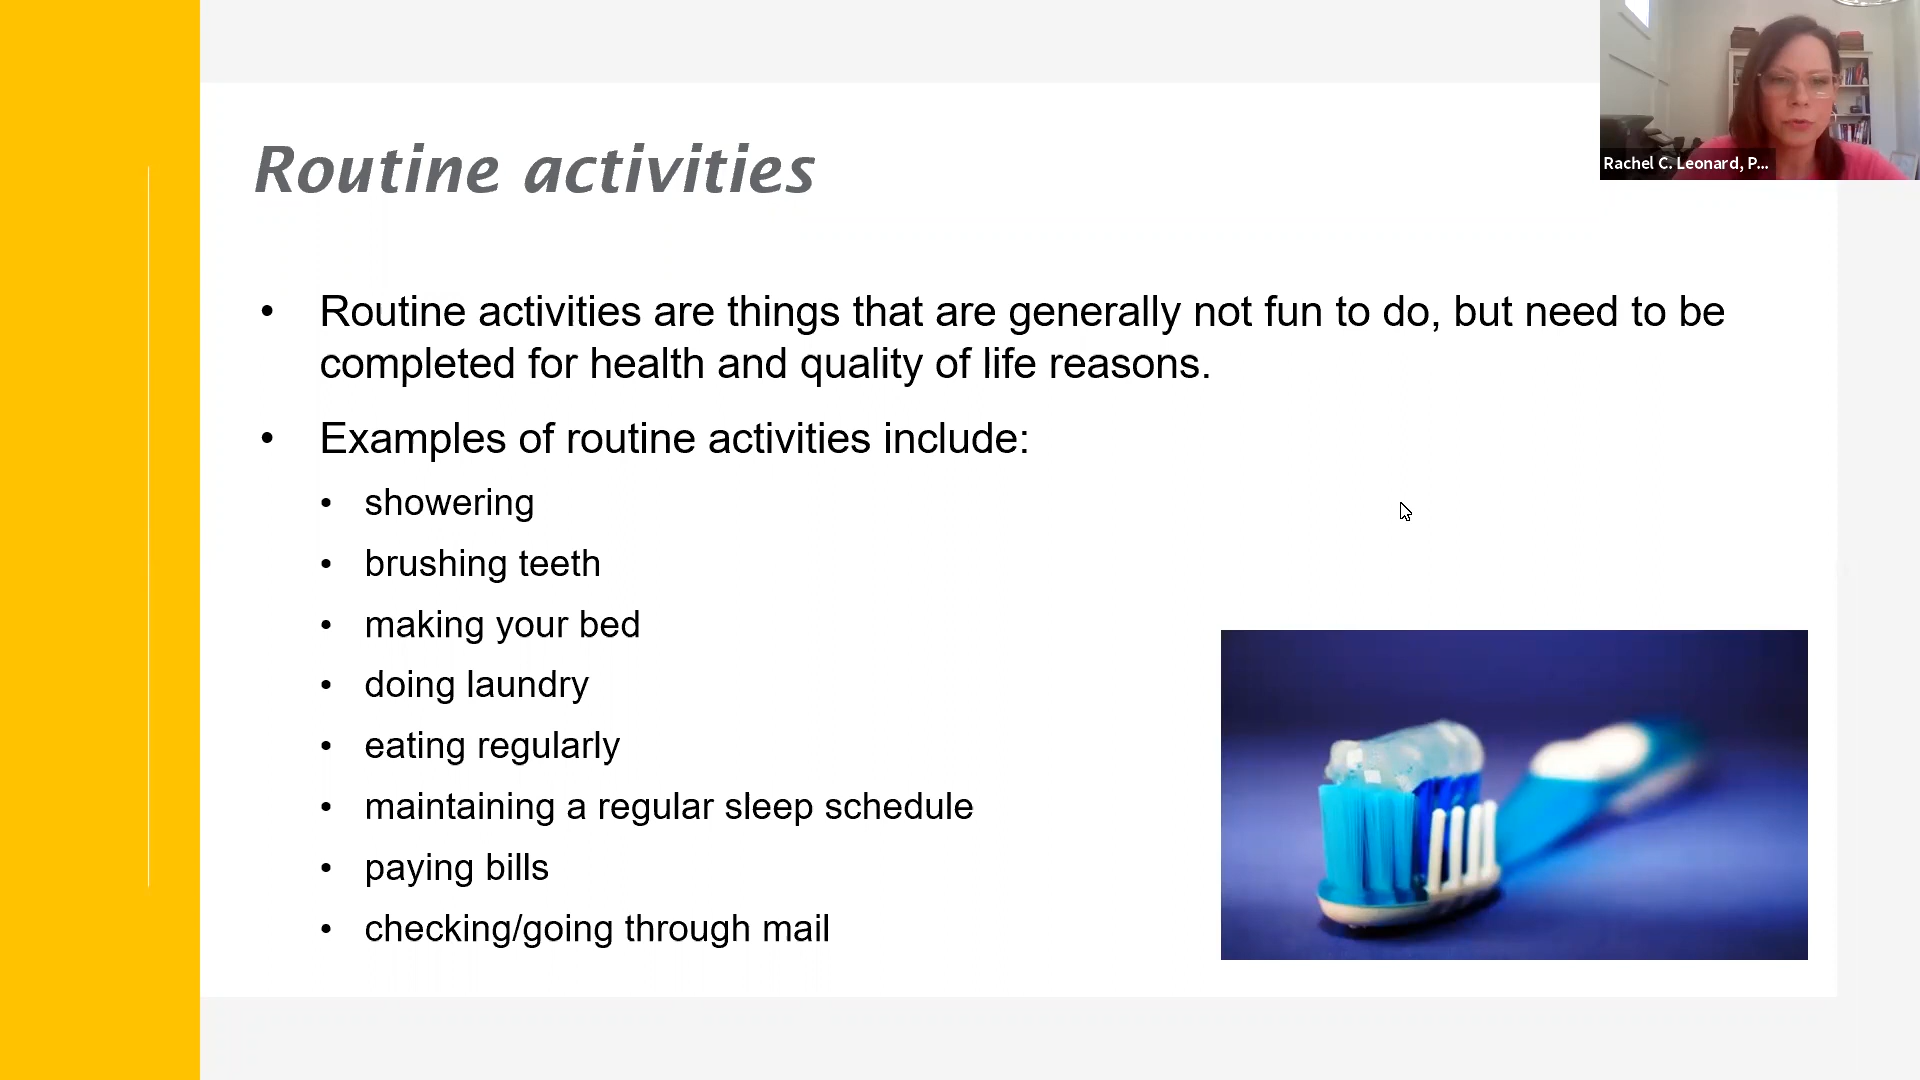 Routine activities
Rachel C. Leonard, P...
• Routine activities are things that are generally not fun to do, but need to be
completed for health and quality of life reasons.
• Examples of routine activities include:
• showering
• brushing teeth
• making your bed
• doing laundry
• eating regularly
• maintaining a regular sleep schedule
• paying bills
• checking/going through mail